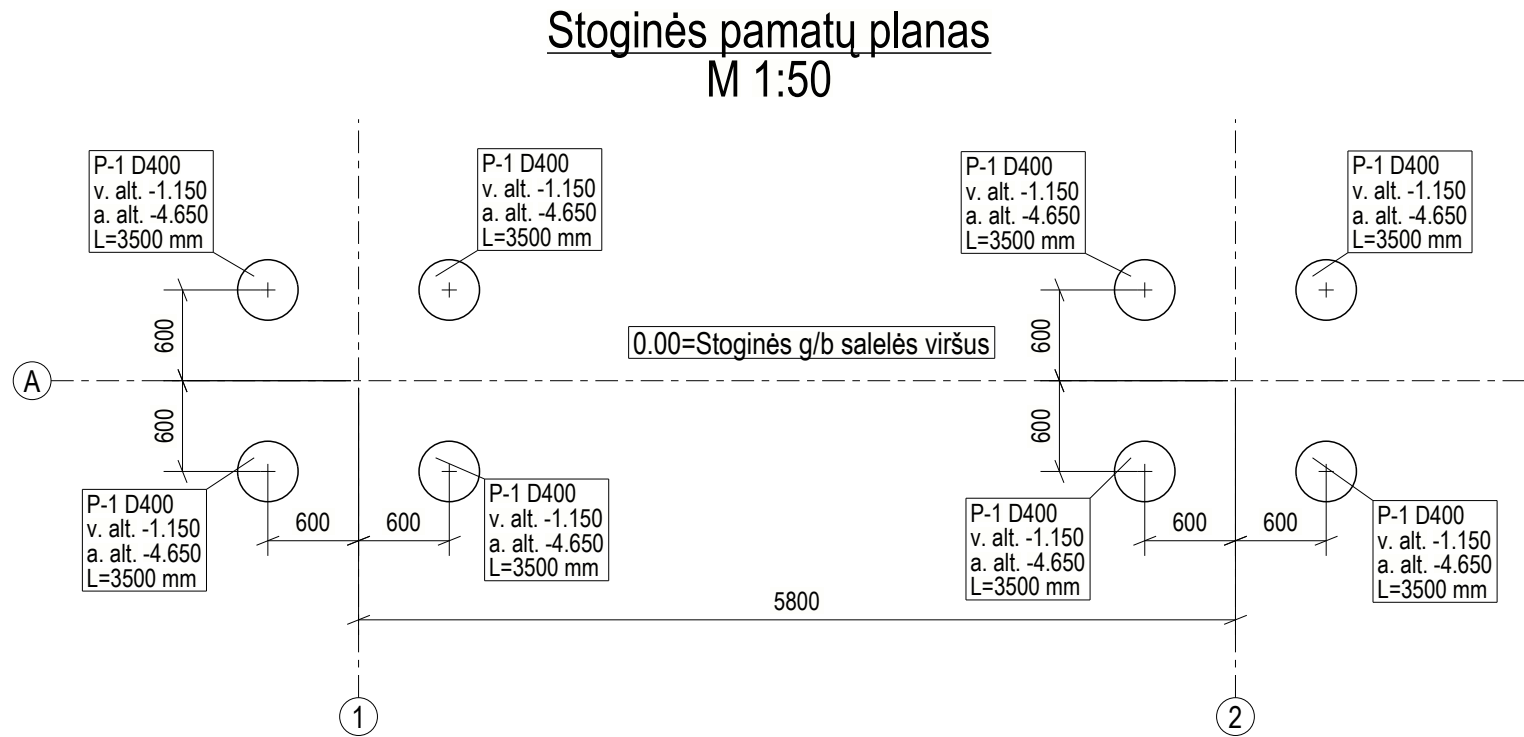 Stoginės pamatų planas
M 1:50
P-1 D400
v. alt. -1.150
a. alt. -4.650
L=3500 mm
P-1 D400
v. alt. -1.150
a. alt. -4.650
L=3500 mm
P-1 D400
v. alt. -1.150
a. alt. -4.650
L=3500 mm
P-1 D400
v. alt. -1.150
a. alt. -4.650
L=3500 mm
600
0.00=Stoginės g/b salelės viršus
600
A
600
600
P-1 D400
v. alt. -1.150
a. alt. -4.650
L=3500 mm
600
600
P-1 D400
v. alt. -1.150
a. alt. -4.650
L=3500 mm
P-1 D400
v. alt. -1.150
a. alt. -4.650
L=3500 mm
600
600
P-1 D400
v. alt. -1.150
a. alt. -4.650
L=3500 mm
5800
1
2